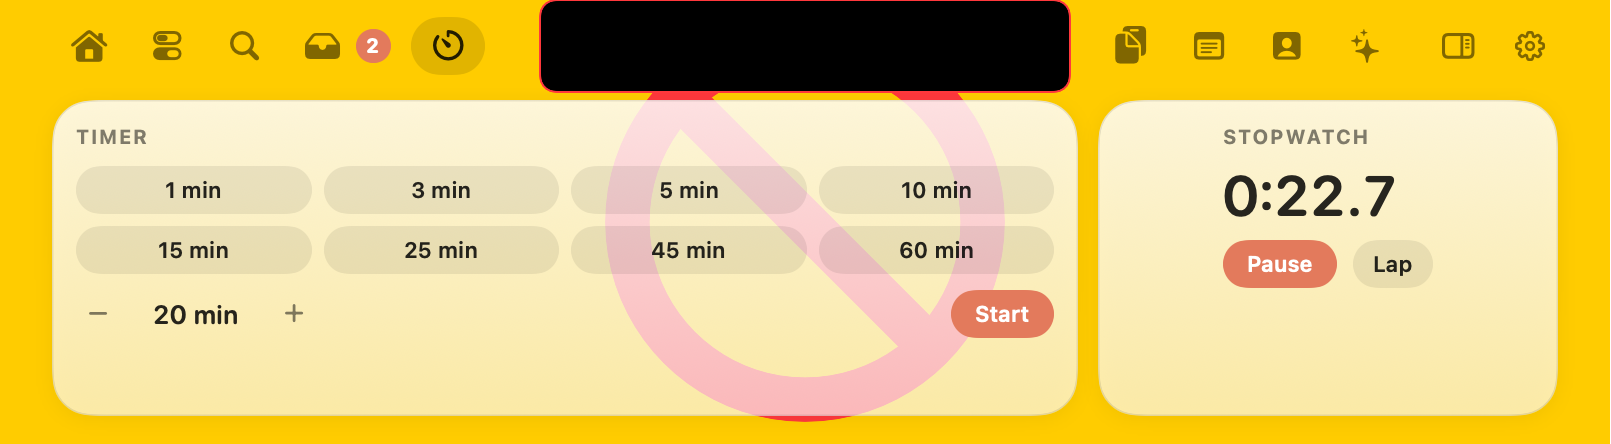 2
TIMER
1 min
3 min
5 min
10 min
15 min
25 min
45 min
60 min
− 20 min +
Start
STOPWATCH
0:22.7
Pause
Lap